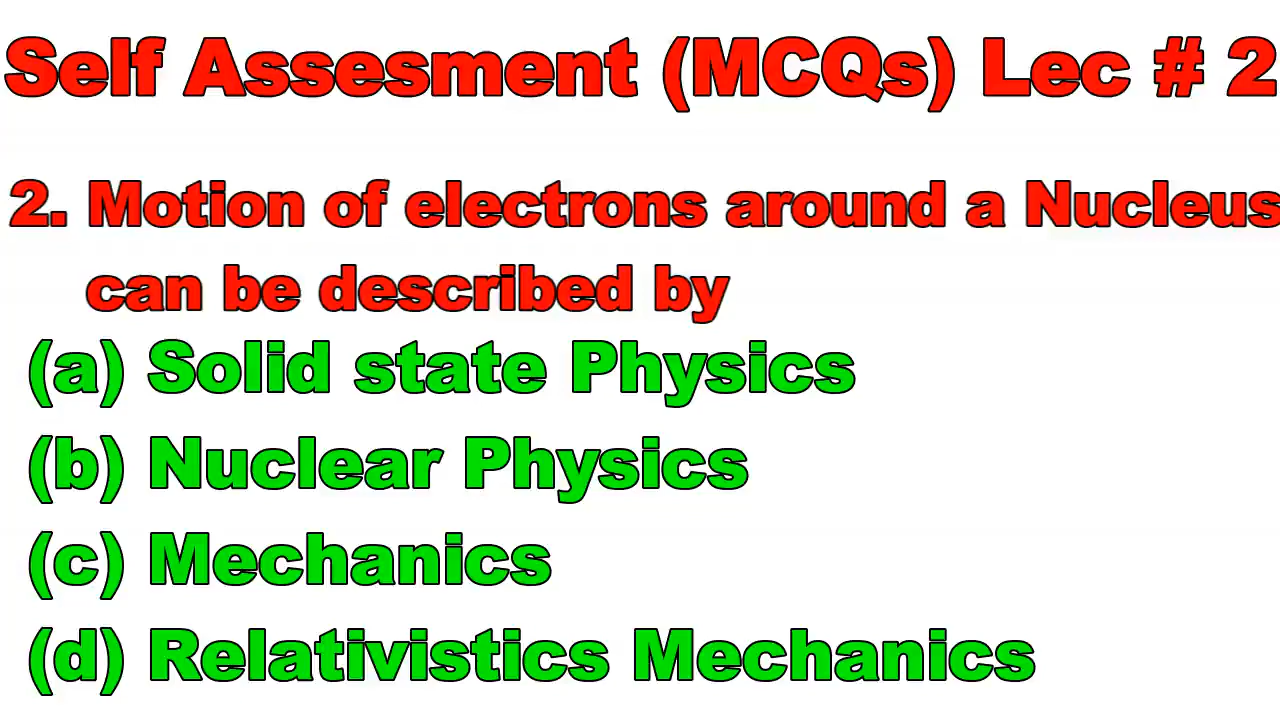 Self Assesment (MCQs) Lec # 2
2. Motion of electrons around a Nucleus
can be described by
(a) Solid state Physics
(b) Nuclear Physics
(c) Mechanics
(d) Relativistics Mechanics